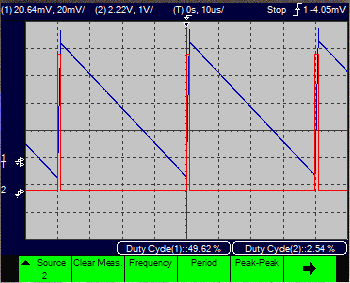 (1) 20.64mV, 20mV/ (2) 2.22V, 1V/ (T) 0s, 10us/ Stop 1 -4.05mV
1
T
2
Duty Cycle(1)::49.62 % Duty Cycle(2)::2.54 %
Source Clear Meas. Frequency Period Peak-Peak
2